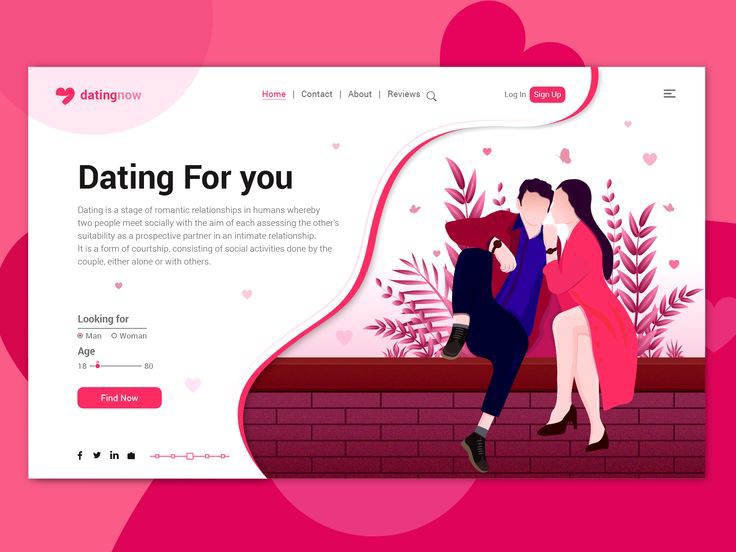 datingnow
Home | Contact | About | Reviews
Log In Sign Up
Dating For you
Dating is a stage of romantic relationships in humans whereby
two people meet socially with the aim of each assessing the other's
suitability as a prospective partner in an intimate relationship.
It is a form of courtship, consisting of social activities done by the
couple, either alone or with others.
Looking for
Man Woman
Age
18 80
Find Now